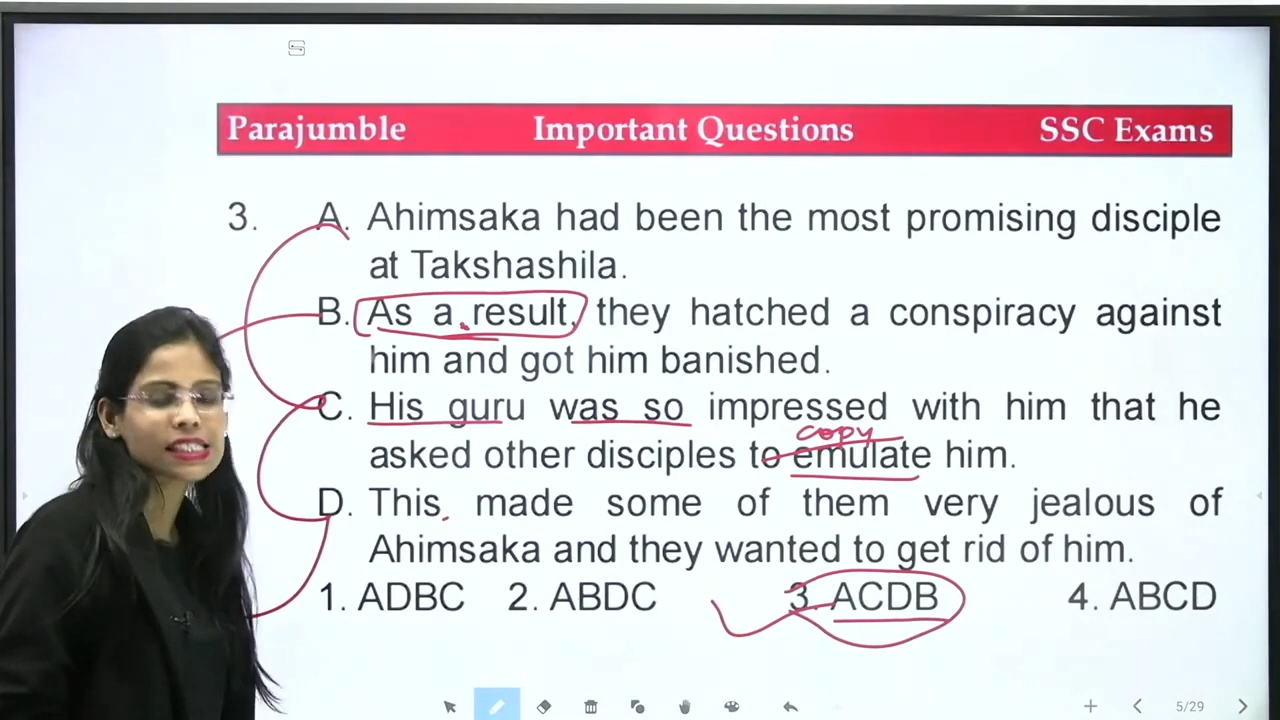 Parajumble Important Questions SSC Exams
3. A. Ahimsaka had been the most promising disciple
at Takshashila.
B. As a result, they hatched a conspiracy against
him and got him banished.
C. His guru was so impressed with him that he
copy
asked other disciples to emulate him.
D. This made some of them very jealous of
Ahimsaka and they wanted to get rid of him.
1. ADBC 2. ABDC 3. ACDB 4. ABCD
5/29